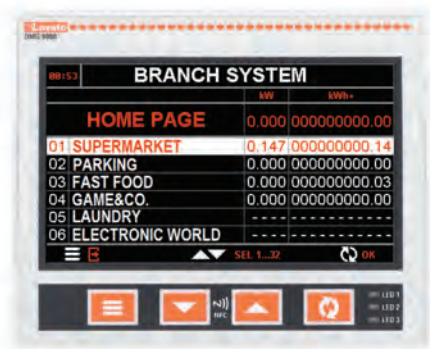 Lovato
DMG 9000
00:53 BRANCH SYSTEM
kW kWh+
HOME PAGE 0.000 000000000.00
01 SUPERMARKET 0.147 000000000.14
02 PARKING 0.000 000000000.00
03 FAST FOOD 0.000 000000000.03
04 GAME&CO. 0.000 000000000.00
05 LAUNDRY ---- ------------
06 ELECTRONIC WORLD ---- ------------
SEL 1...32 OK
NFC
LED 1
LED 2
LED 3